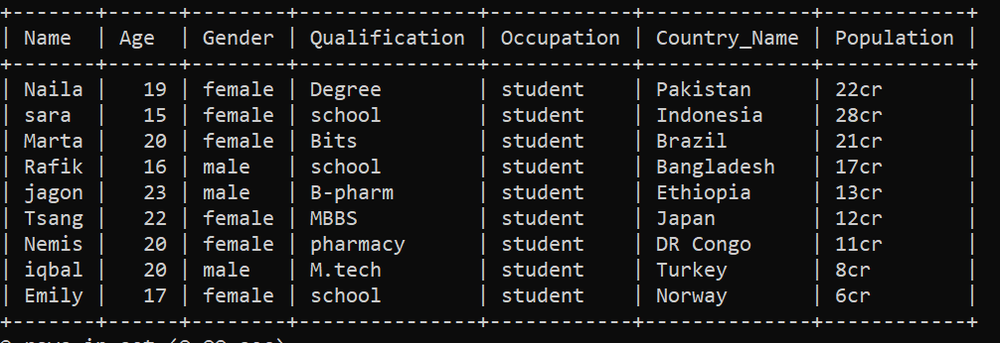 +-------+------+--------+---------------+------------+--------------+------------+
| Name  | Age  | Gender | Qualification | Occupation | Country_Name | Population |
+-------+------+--------+---------------+------------+--------------+------------+
| Naila |   19 | female | Degree        | student    | Pakistan     | 22cr       |
| sara  |   15 | female | school        | student    | Indonesia    | 28cr       |
| Marta |   20 | female | Bits          | student    | Brazil       | 21cr       |
| Rafik |   16 | male   | school        | student    | Bangladesh   | 17cr       |
| jagon |   23 | male   | B-pharm       | student    | Ethiopia     | 13cr       |
| Tsang |   22 | female | MBBS          | student    | Japan        | 12cr       |
| Nemis |   20 | female | pharmacy      | student    | DR Congo     | 11cr       |
| iqbal |   20 | male   | M.tech        | student    | Turkey       | 8cr        |
| Emily |   17 | female | school        | student    | Norway       | 6cr        |
+-------+------+--------+---------------+------------+--------------+------------+
rows in set